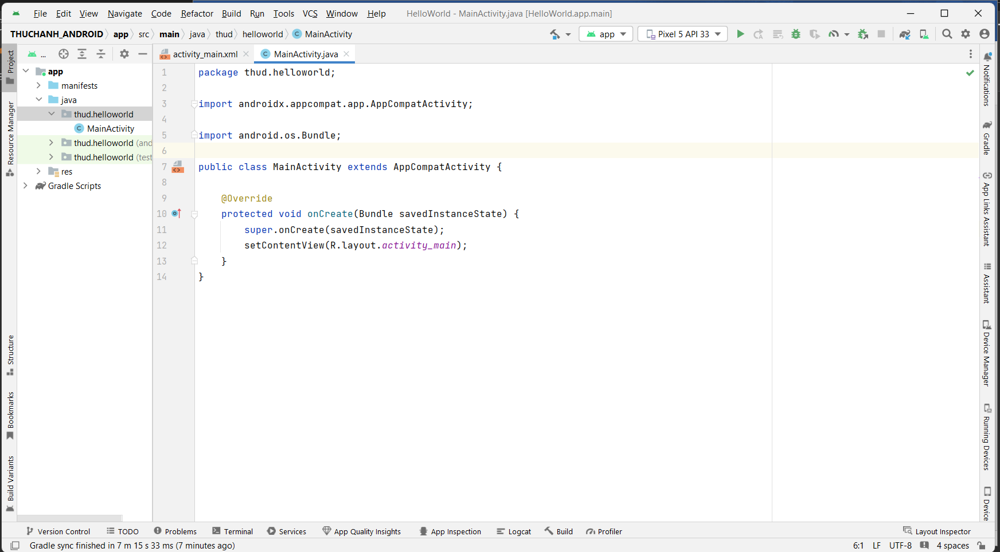 File Edit View Navigate Code Refactor Build Run Tools VCS Window Help HelloWorld - MainActivity.java [HelloWorld.app.main]
THUCHANH_ANDROID app src main java thud helloworld C MainActivity app Pixel 5 API 33
... activity_main.xml C MainActivity.java
Project
Resource Manager
Structure
Bookmarks
Build Variants
app
manifests
java
thud.helloworld
C MainActivity
thud.helloworld (and
thud.helloworld (test
res
Gradle Scripts
1 package thud.helloworld;
2
3 import androidx.appcompat.app.AppCompatActivity;
4
5 import android.os.Bundle;
6
7 public class MainActivity extends AppCompatActivity {
8
9 @Override
10 protected void onCreate(Bundle savedInstanceState) {
11 super.onCreate(savedInstanceState);
12 setContentView(R.layout.activity_main);
13 }
14 }
Notifications
Gradle
App Links Assistant
Assistant
Device Manager
Running Devices
Device
Version Control TODO Problems Terminal Services App Quality Insights App Inspection Logcat Build Profiler Layout Inspector
Gradle sync finished in 7 m 15 s 33 ms (7 minutes ago) 6:1 LF UTF-8 4 spaces